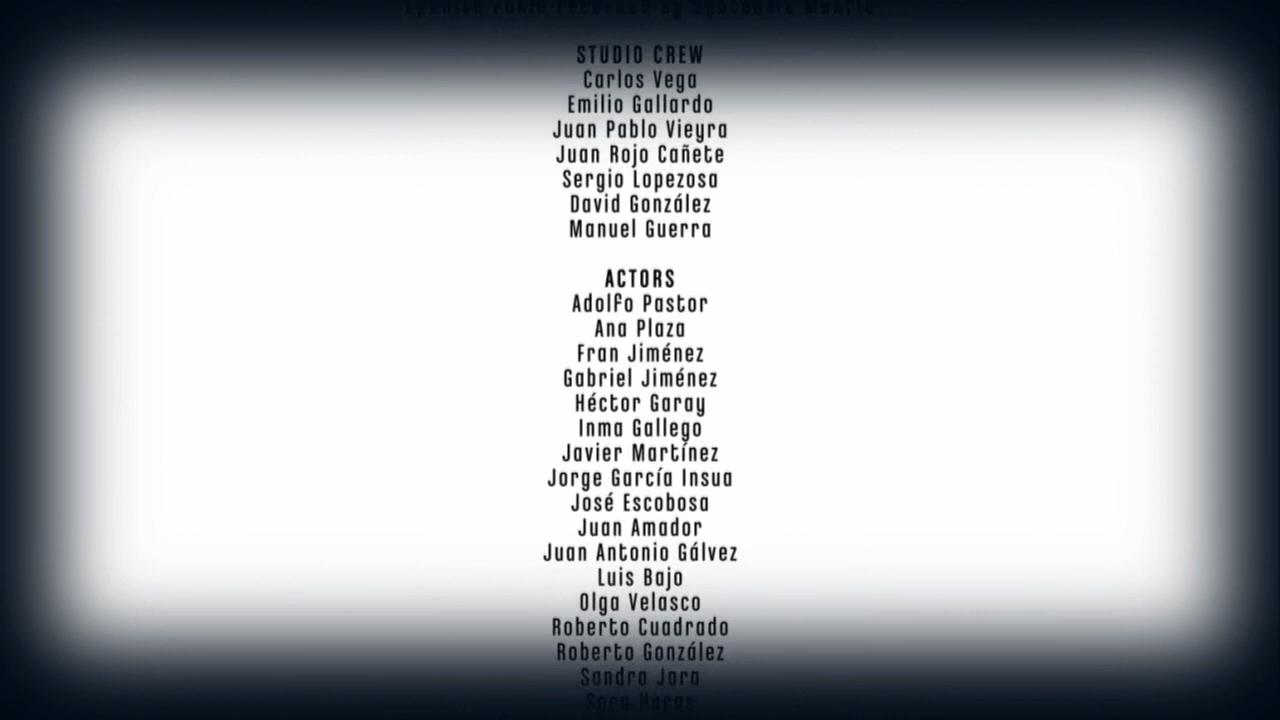 STUDIO CREW
Carlos Vega
Emilio Gallardo
Juan Pablo Vieyra
Juan Rojo Cañete
Sergio Lopezosa
David González
Manuel Guerra
ACTORS
Adolfo Pastor
Ana Plaza
Fran Jiménez
Gabriel Jiménez
Héctor Garay
Inma Gallego
Javier Martínez
Jorge García Insua
José Escobosa
Juan Amador
Juan Antonio Gálvez
Luis Bajo
Olga Velasco
Roberto Cuadrado
Roberto González
Sandra Jara